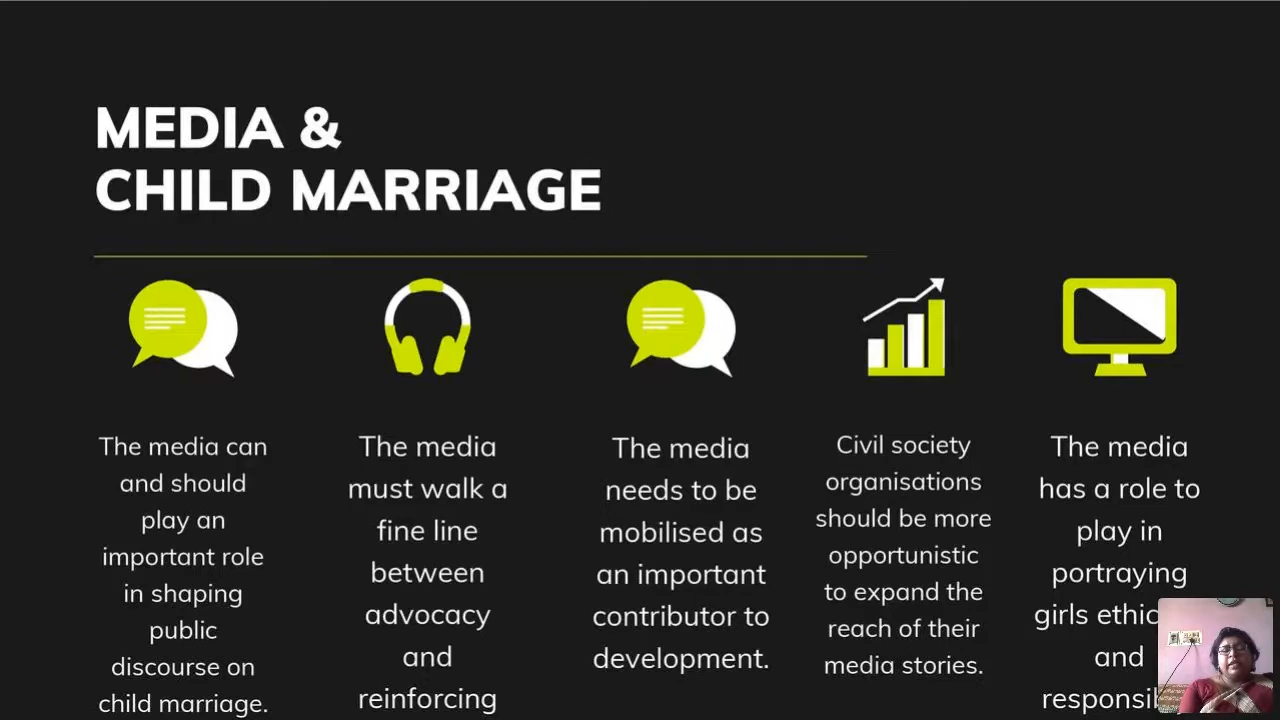 MEDIA &
CHILD MARRIAGE
The media can
and should
play an
important role
in shaping
public
discourse on
child marriage.
The media
must walk a
fine line
between
advocacy
and
reinforcing
The media
needs to be
mobilised as
an important
contributor to
development.
Civil society
organisations
should be more
opportunistic
to expand the
reach of their
media stories.
The media
has a role to
play in
portraying
girls
and